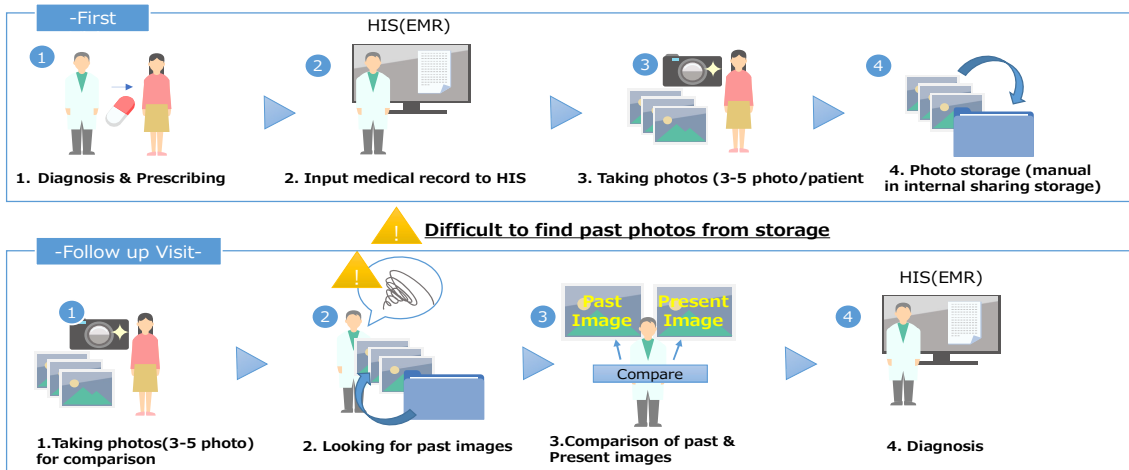 -First
HIS(EMR)
1
2
3
4
1. Diagnosis & Prescribing
2. Input medical record to HIS
3. Taking photos (3-5 photo/patient
4. Photo storage (manual
in internal sharing storage)
! Difficult to find past photos from storage
-Follow up Visit-
!
HIS(EMR)
1
2
3
4
Past
Image
Present
Image
Compare
1.Taking photos(3-5 photo)
for comparison
2. Looking for past images
3.Comparison of past &
Present images
4. Diagnosis